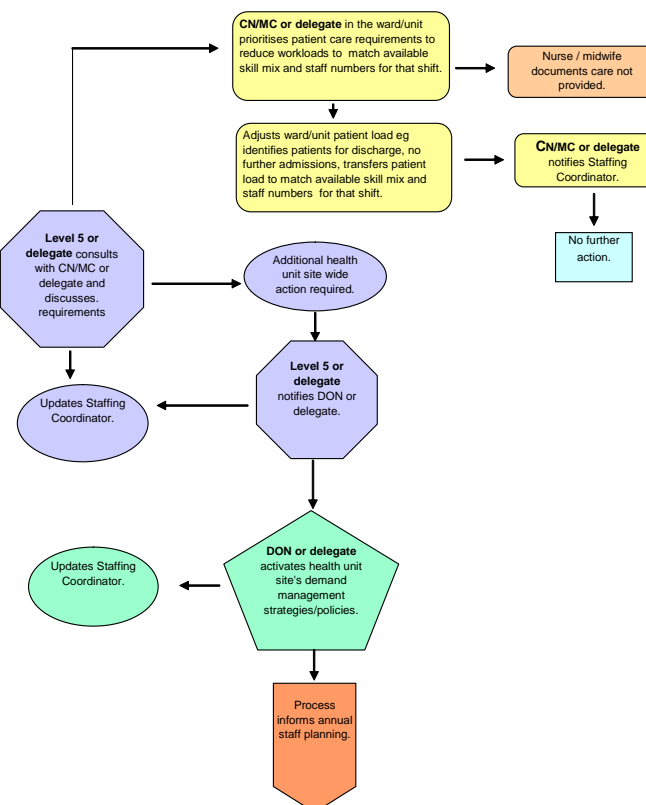 CN/MC or delegate in the ward/unit
prioritises patient care requirements to
reduce workloads to match available
skill mix and staff numbers for that shift.
Nurse / midwife
documents care not
provided.
Adjusts ward/unit patient load eg
identifies patients for discharge, no
further admissions, transfers patient
load to match available skill mix and
staff numbers for that shift.
CN/MC or delegate
notifies Staffing
Coordinator.
No further
action.
Level 5 or
delegate consults
with CN/MC or
delegate and
discusses.
requirements
Additional health
unit site wide
action required.
Level 5 or
delegate
notifies DON or
delegate.
Updates Staffing
Coordinator.
DON or delegate
activates health unit
site's demand
management
strategies/policies.
Updates Staffing
Coordinator.
Process
informs annual
staff planning.